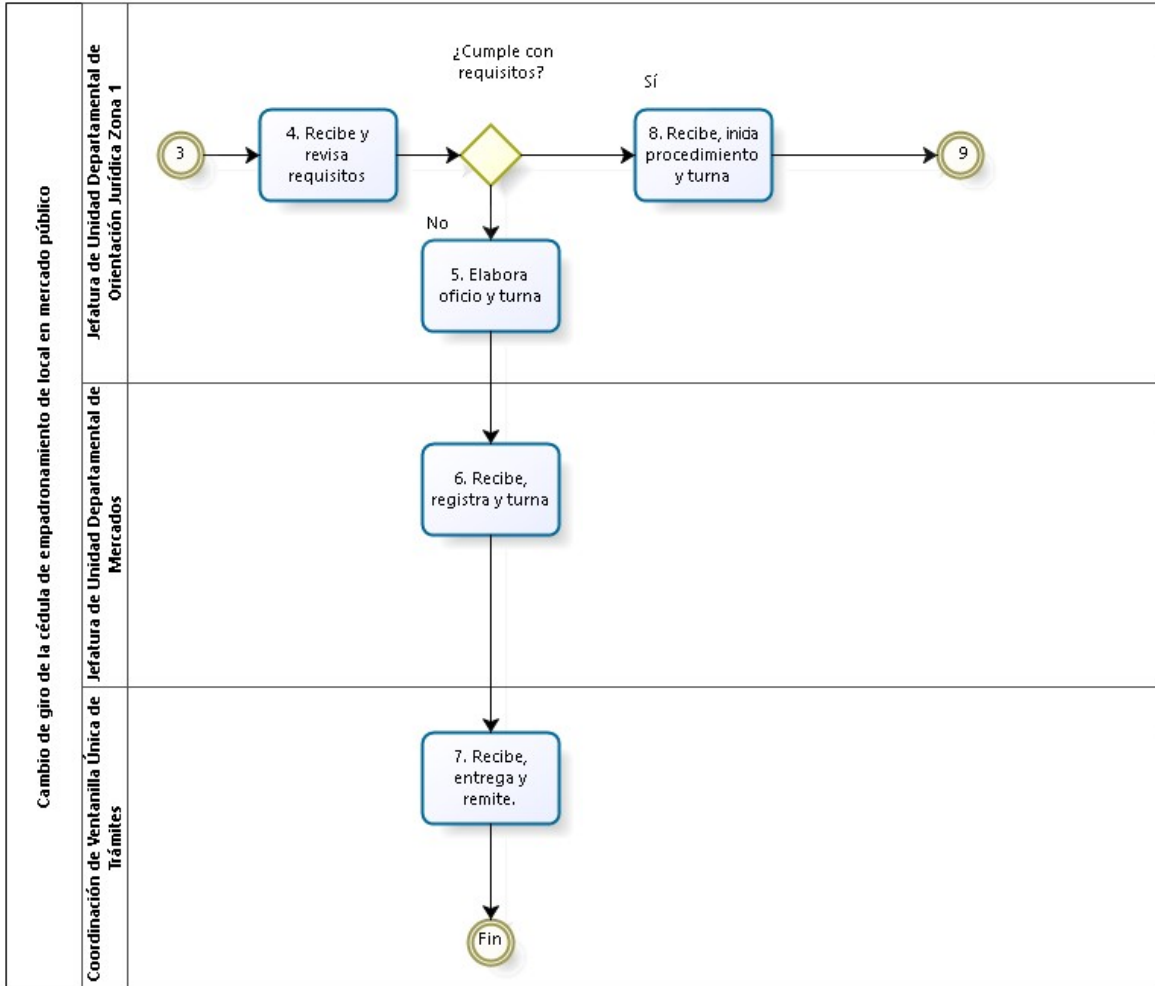 Cambio de giro de la cédula de empadronamiento de local en mercado público
Jefatura de Unidad Departamental de
Orientación Jurídica Zona 1
3
4. Recibe y
revisa
requisitos
¿Cumple con
requisitos?
Sí
8. Recibe, inicia
procedimiento
y turna
9
No
5. Elabora
oficio y turna
Jefatura de Unidad Departamental de
Mercados
6. Recibe,
registra y turna
Coordinación de Ventanilla Única de
Trámites
7. Recibe,
entrega y
remite.
Fin